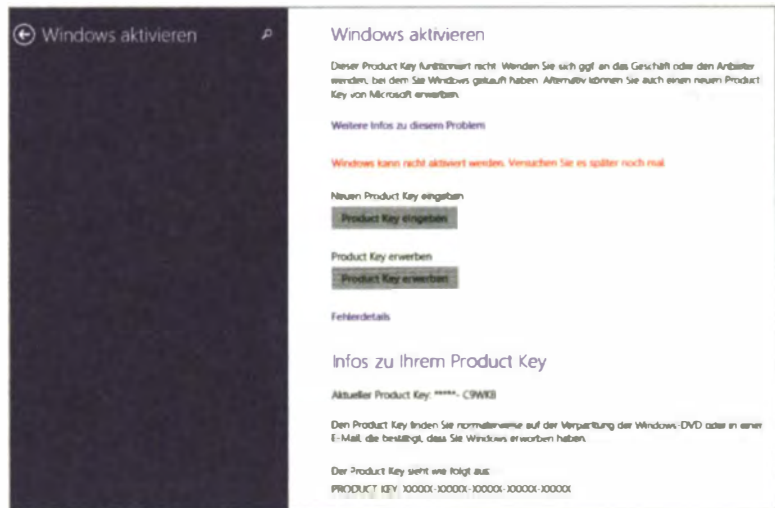 Windows aktivieren
Windows aktivieren
Dieser Product Key funktioniert nicht. Wenden Sie sich ggf. an das Geschäft oder den Anbieter
wenden, bei dem Sie Windows gekauft haben. Alternativ können Sie auch einen neuen Product
Key von Microsoft erwerben.
Weitere Infos zu diesem Problem
Windows kann nicht aktiviert werden. Versuchen Sie es später noch mal.
Neuen Product Key eingeben
Product Key eingeben
Product Key erwerben
Product Key erwerben
Fehlerdetails
Infos zu Ihrem Product Key
Aktueller Product Key: *****- C9WKB
Den Product Key finden Sie normalerweise auf der Verpackung der Windows-DVD oder in einer
E-Mail, die bestätigt, dass Sie Windows erworben haben.
Der Product Key sieht wie folgt aus:
PRODUCT KEY: XXXXX-XXXXX-XXXXX-XXXXX-XXXXX